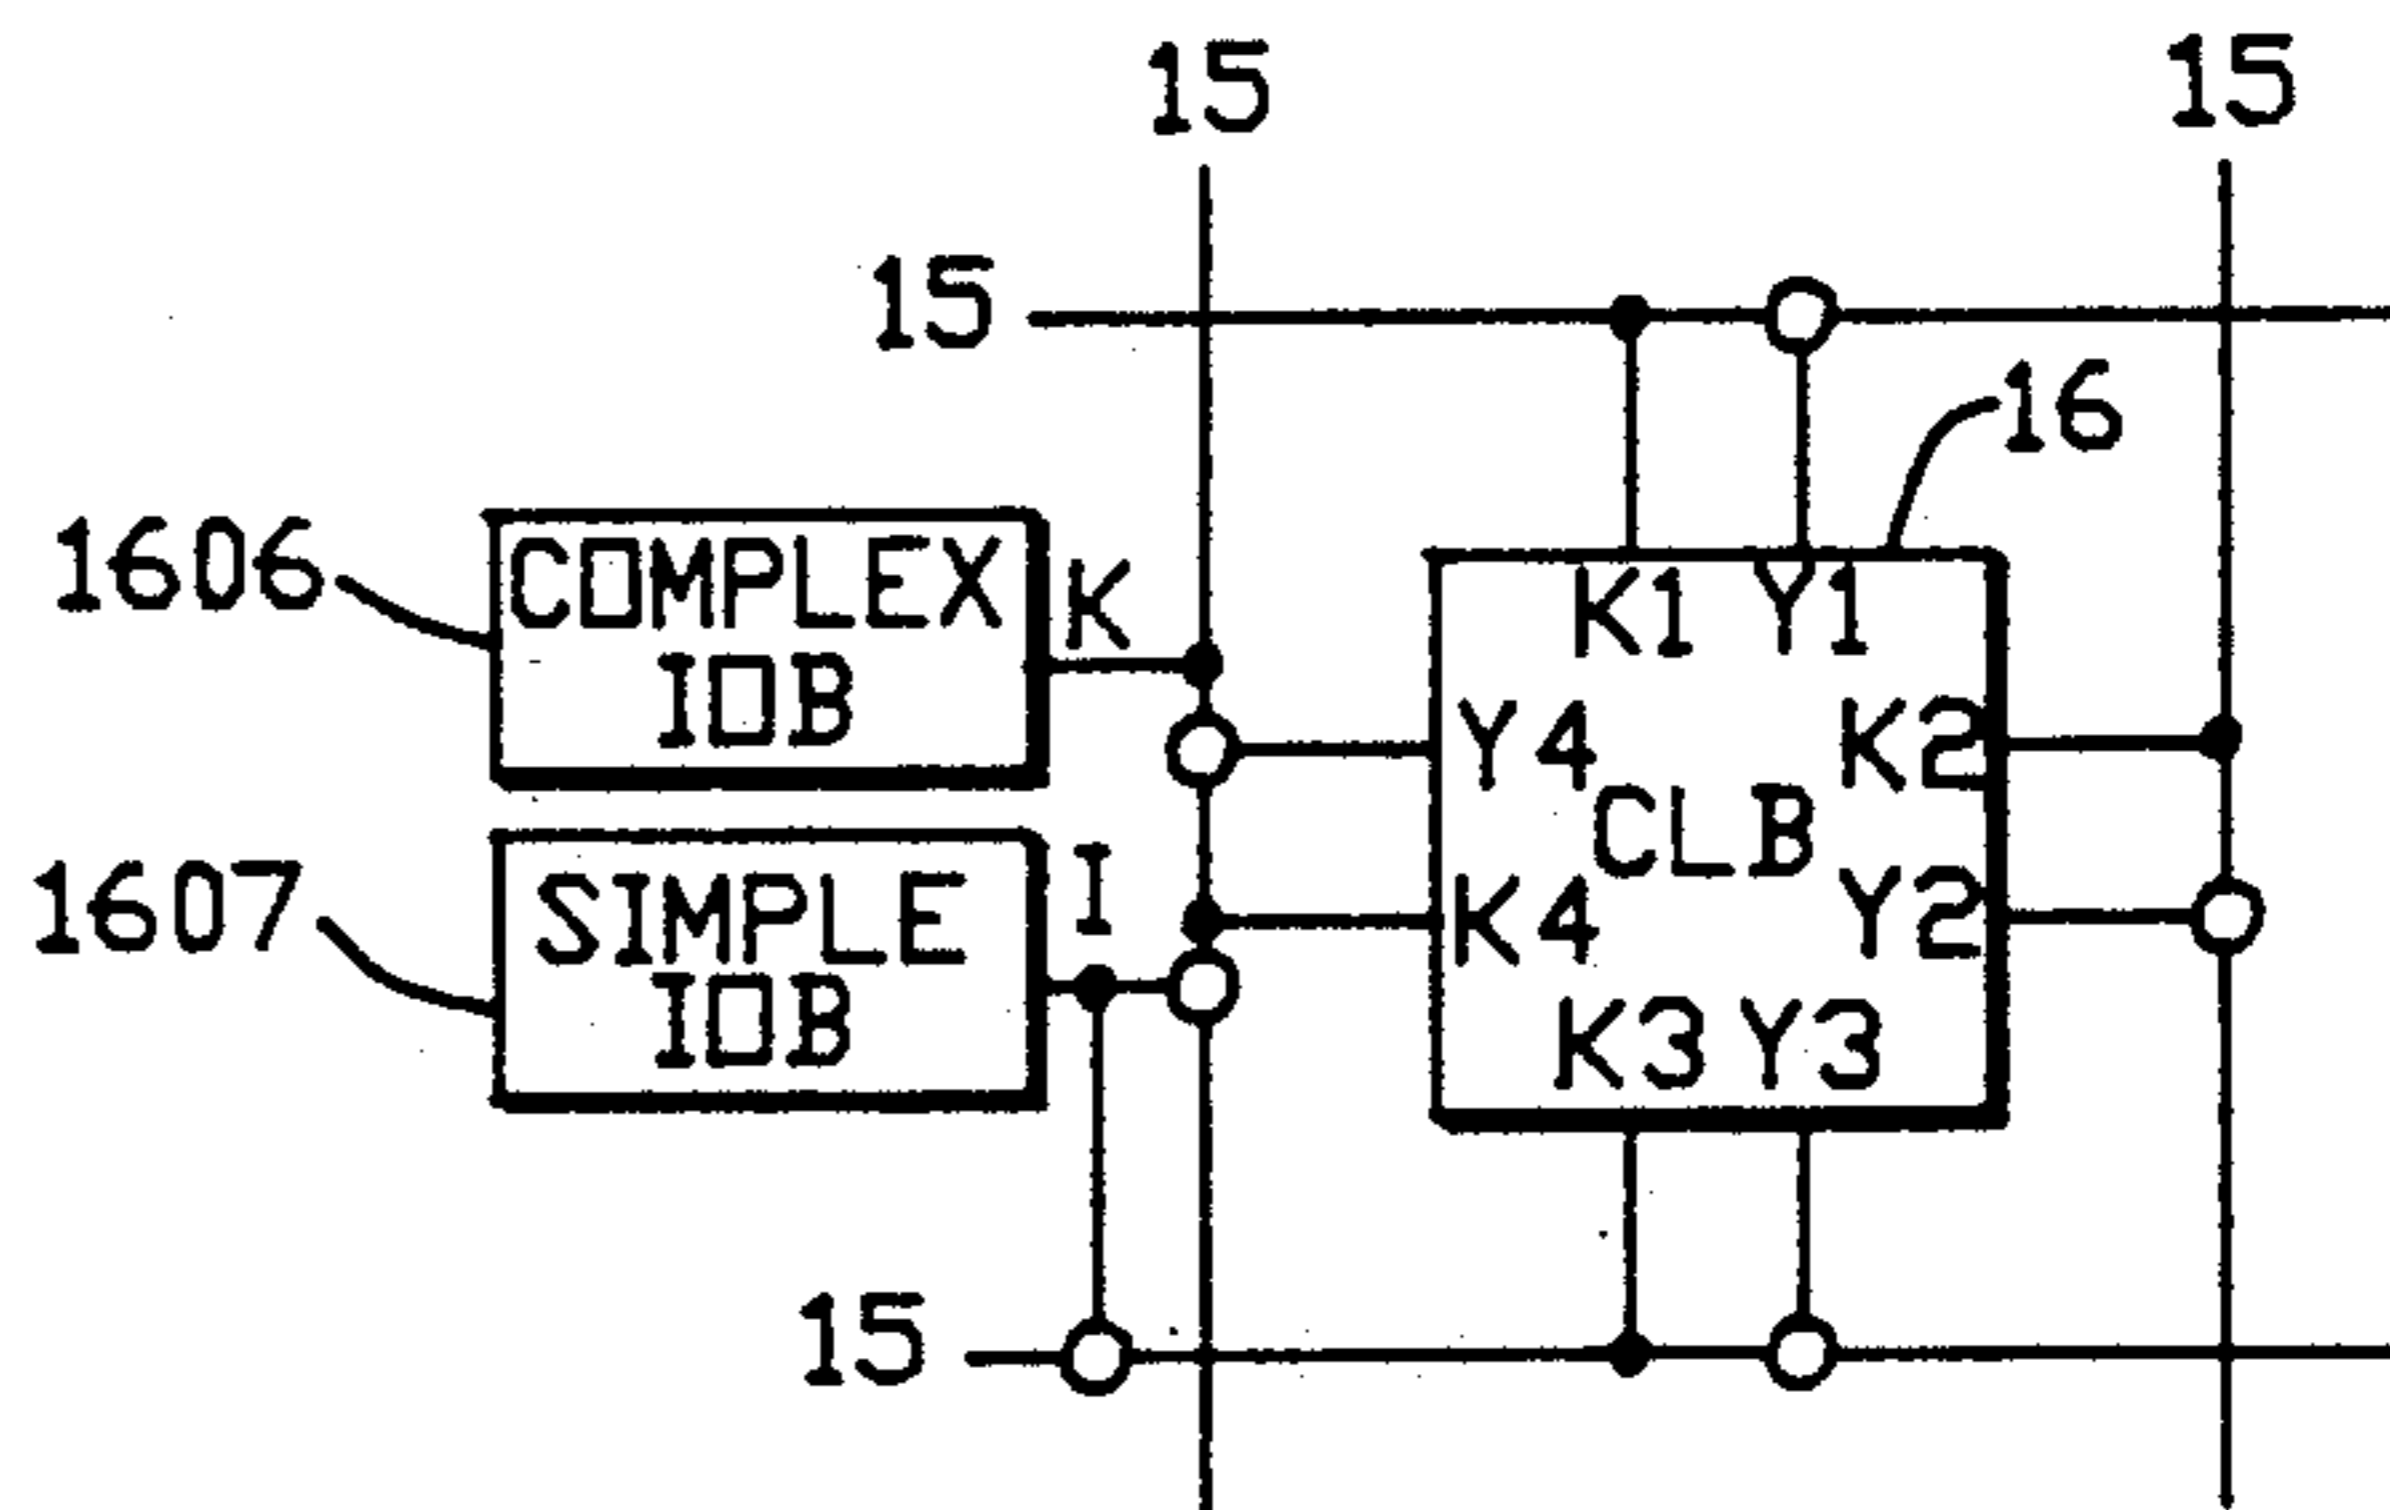 15 15
15
16
1606 COMPLEX IOB K
K1 Y1
Y4 K2
CLB
1607 SIMPLE IOB I
K4 Y2
K3 Y3
15